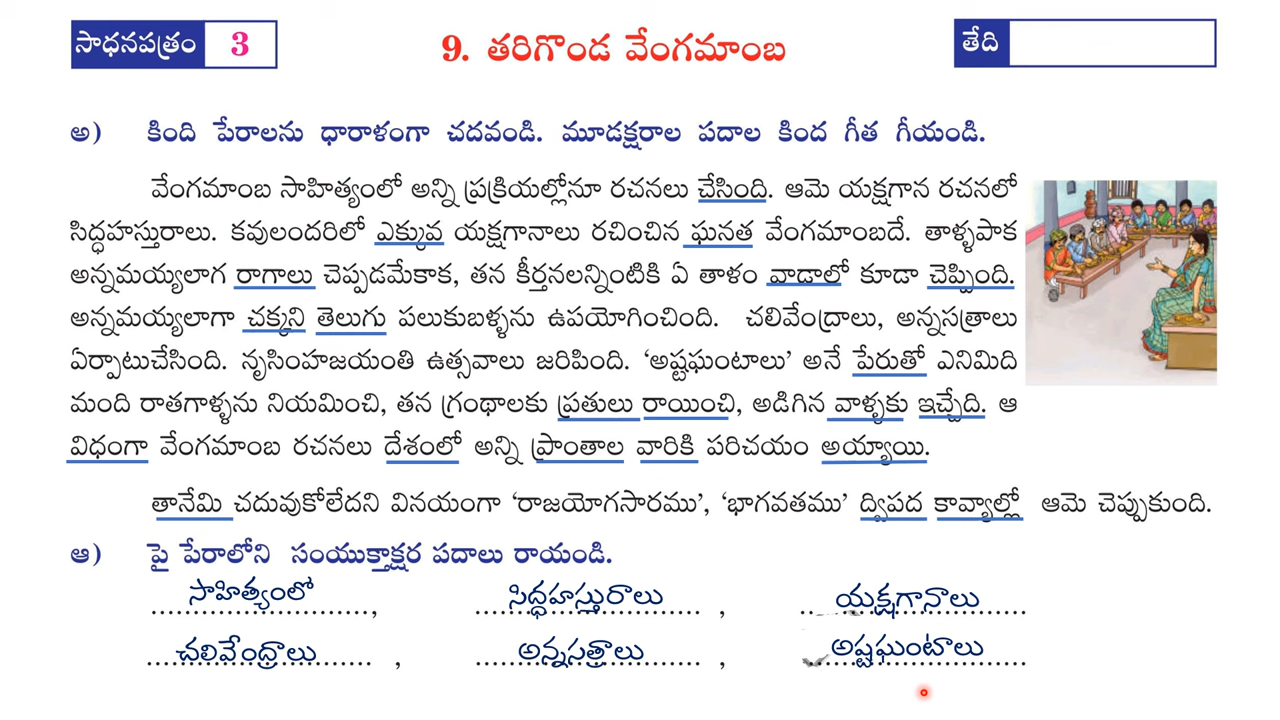 సాధనపత్రం 3
9. తరిగొండ వేంగమాంబ
తేది
అ) కింది పేరాలను ధారాళంగా చదవండి. మూడక్షరాల పదాల కింద గీత గీయండి.
వేంగమాంబ సాహిత్యంలో అన్ని ప్రక్రియల్లోనూ రచనలు చేసింది. ఆమె యక్షగాన రచనలో
సిద్ధహస్తురాలు. కవులందరిలో ఎక్కువ యక్షగానాలు రచించిన ఘనత వేంగమాంబదే. తాళ్ళపాక
అన్నమయ్యలాగ రాగాలు చెప్పడమేకాక, తన కీర్తనలన్నింటికి ఏ తాళం వాడాలో కూడా చెప్పింది.
అన్నమయ్యలాగా చక్కని తెలుగు పలుకుబళ్ళను ఉపయోగించింది. చలివేంద్రాలు, అన్నసత్రాలు
ఏర్పాటుచేసింది. నృసింహజయంతి ఉత్సవాలు జరిపింది. ‘అష్టఘంటాలు’ అనే పేరుతో ఎనిమిది
మంది రాతగాళ్ళను నియమించి, తన గ్రంథాలకు ప్రతులు రాయించి, అడిగిన వాళ్ళకు ఇచ్చేది. ఆ
విధంగా వేంగమాంబ రచనలు దేశంలో అన్ని ప్రాంతాల వారికి పరిచయం అయ్యాయి.
తానేమి చదువుకోలేదని వినయంగా ‘రాజయోగసారము’, ‘భాగవతము’ ద్విపద కావ్యాల్లో ఆమె చెప్పుకుంది.
ఆ) పై పేరాలోని సంయుక్తాక్షర పదాలు రాయండి.
సాహిత్యంలో, సిద్ధహస్తురాలు, యక్షగానాలు
చలివేంద్రాలు, అన్నసత్రాలు, అష్టఘంటాలు